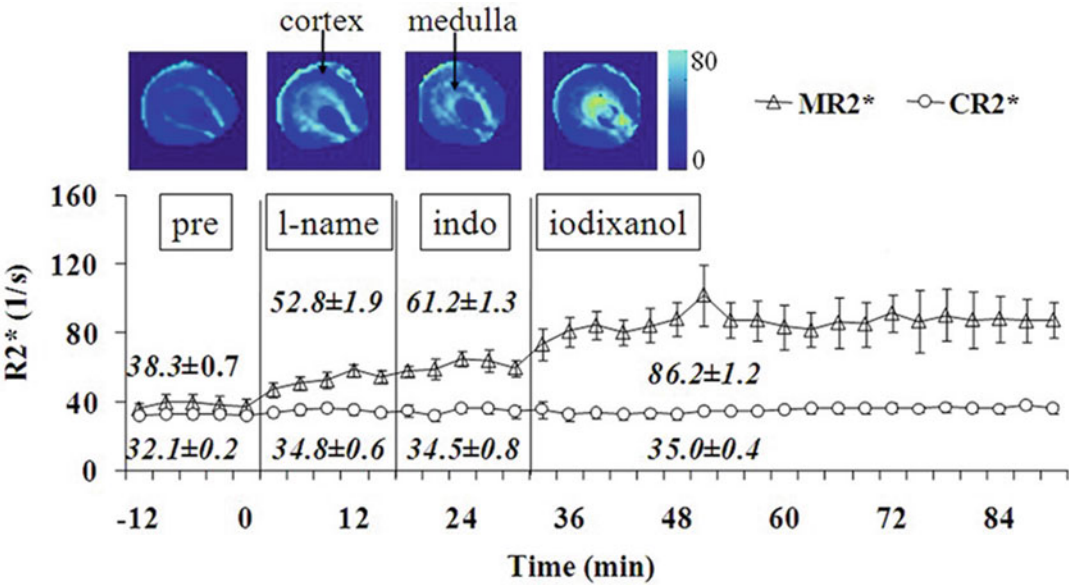 cortex medulla
80
0
MR2* CR2*
160
120
80
40
0
R2* (1/s)
pre l-name indo iodixanol
52.8±1.9 61.2±1.3
38.3±0.7 86.2±1.2
32.1±0.2 34.8±0.6 34.5±0.8 35.0±0.4
-12 0 12 24 36 48 60 72 84
Time (min)